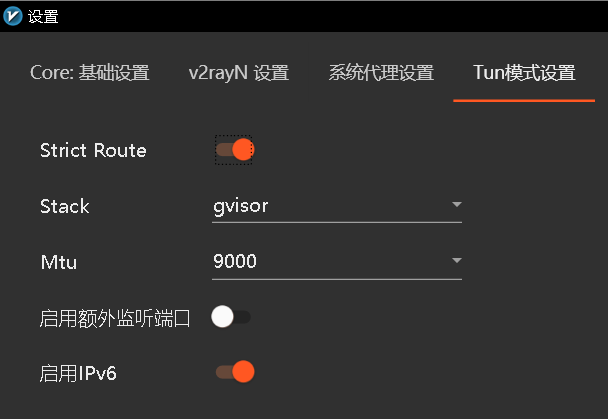 设置
Core: 基础设置 v2rayN 设置 系统代理设置 Tun模式设置
Strict Route
Stack gvisor
Mtu 9000
启用额外监听端口
启用IPv6